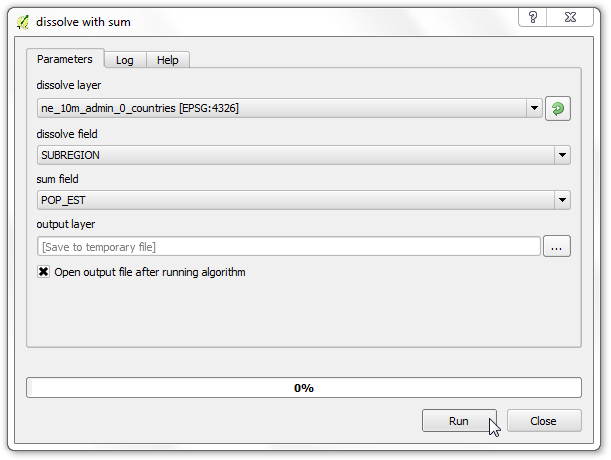 dissolve with sum
Parameters Log Help
dissolve layer
ne_10m_admin_0_countries [EPSG:4326]
dissolve field
SUBREGION
sum field
POP_EST
output layer
[Save to temporary file] ...
Open output file after running algorithm
0%
Run Close